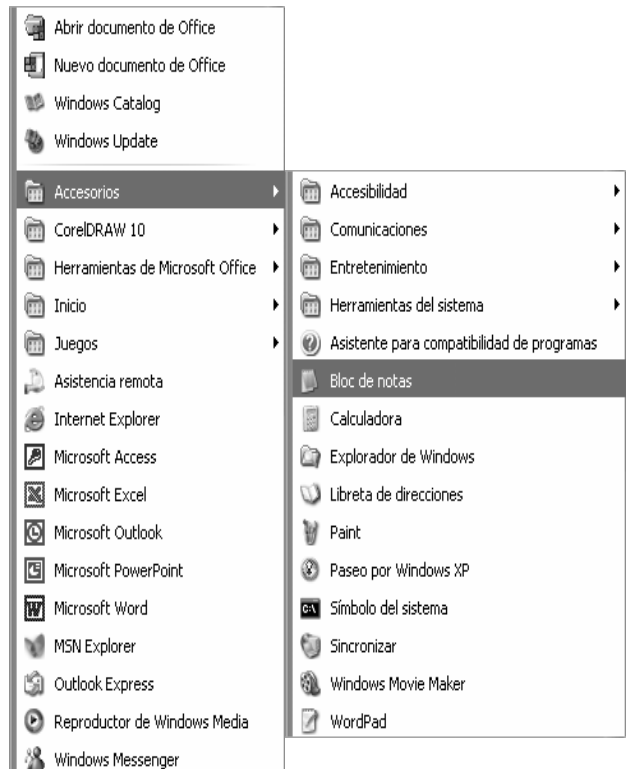 Abrir documento de Office
Nuevo documento de Office
Windows Catalog
Windows Update
Accesorios
CorelDRAW 10
Herramientas de Microsoft Office
Inicio
Juegos
Asistencia remota
Internet Explorer
Microsoft Access
Microsoft Excel
Microsoft Outlook
Microsoft PowerPoint
Microsoft Word
MSN Explorer
Outlook Express
Reproductor de Windows Media
Windows Messenger
Accesibilidad
Comunicaciones
Entretenimiento
Herramientas del sistema
Asistente para compatibilidad de programas
Bloc de notas
Calculadora
Explorador de Windows
Libreta de direcciones
Paint
Paseo por Windows XP
Símbolo del sistema
Sincronizar
Windows Movie Maker
WordPad